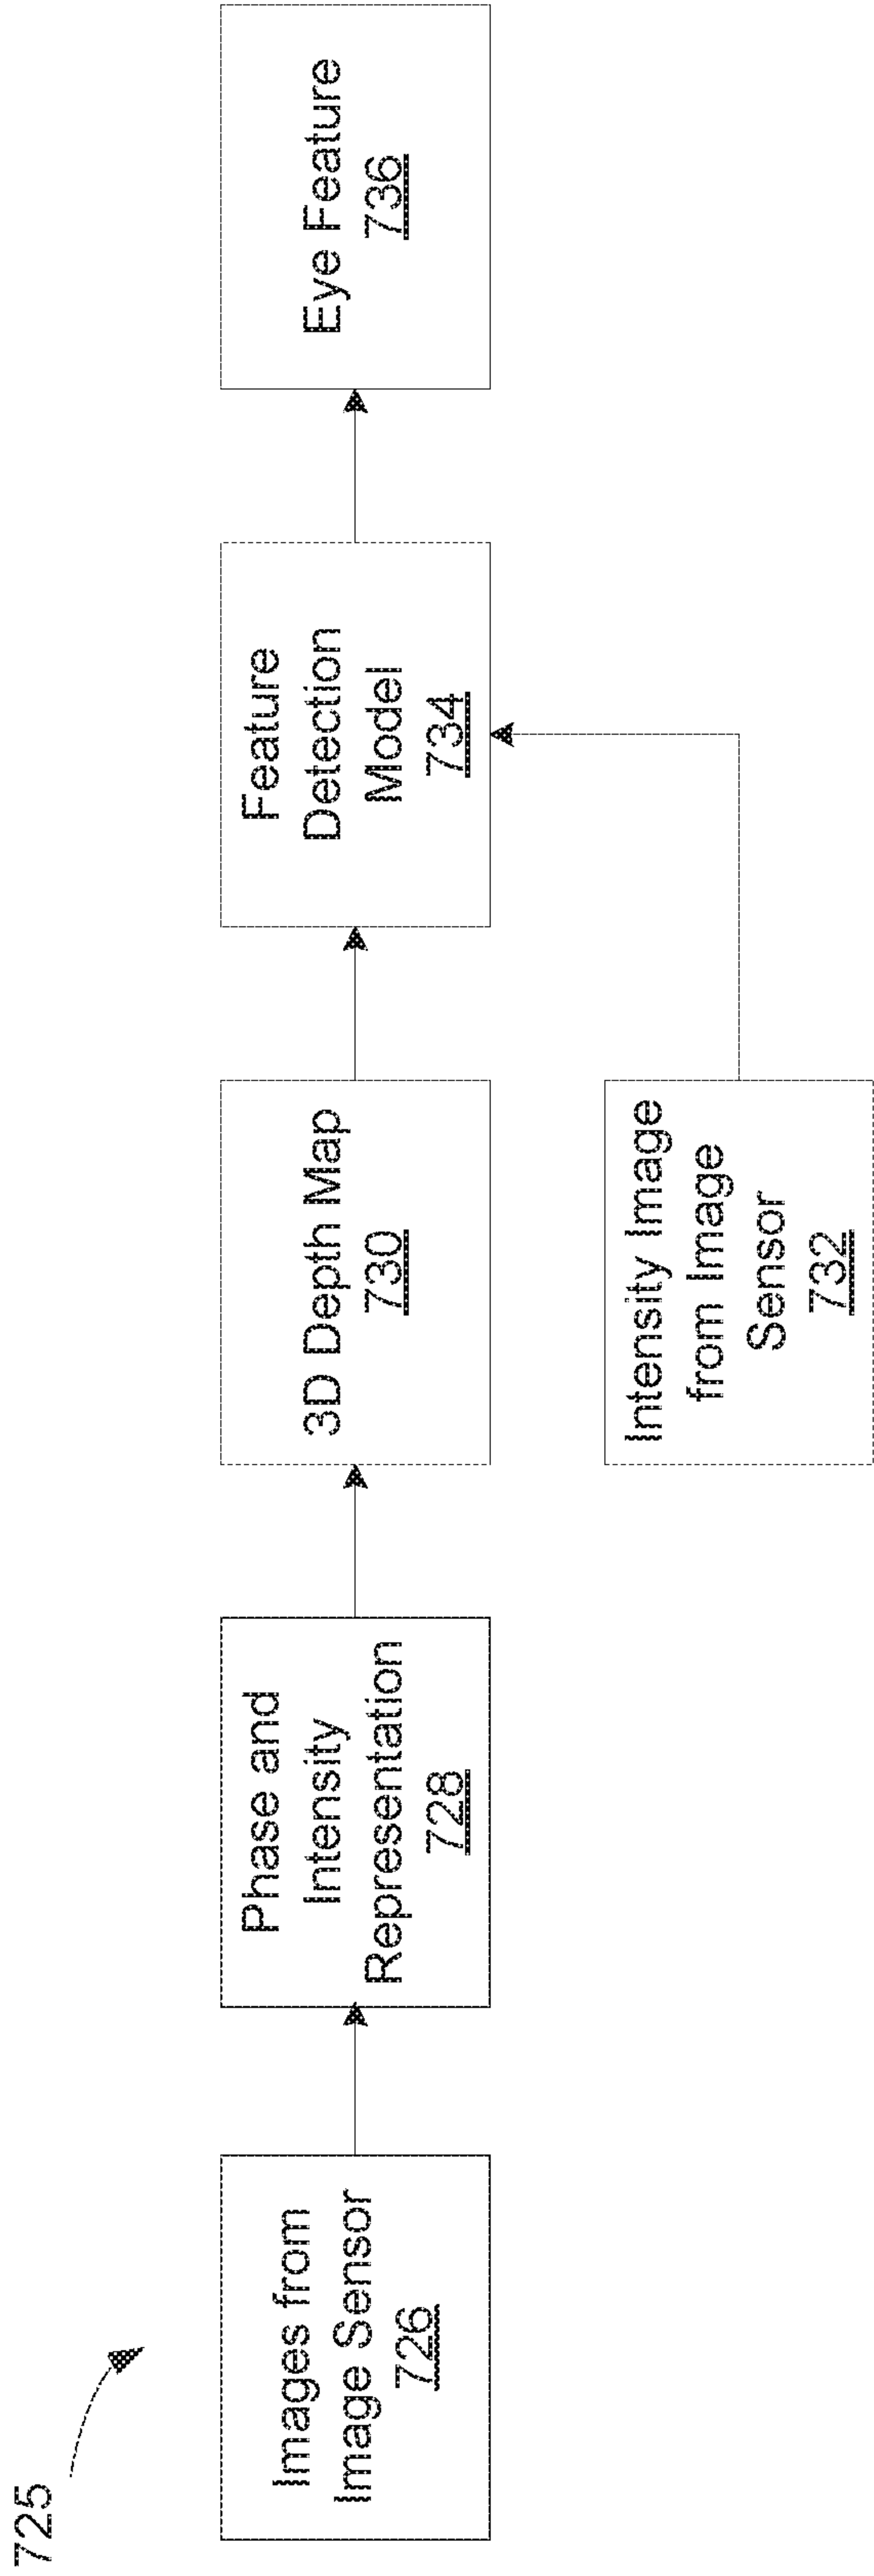 725
Images from
Image Sensor
726
Phase and
Intensity
Representation
728
3D Depth Map
730
Intensity Image
from Image
Sensor
732
Feature
Detection
Model
734
Eye Feature
736